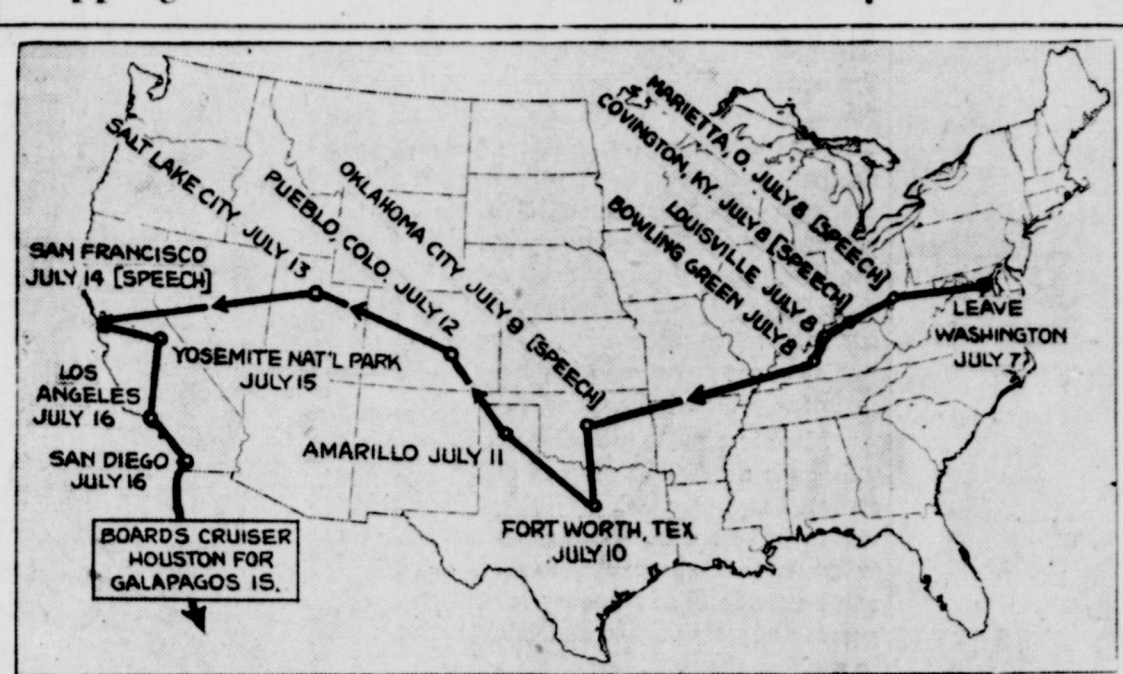 MARIETTA, O. JULY 8 [SPEECH]
COVINGTON, KY. JULY 8 [SPEECH]
LOUISVILLE JULY 8
BOWLING GREEN JULY 8
OKLAHOMA CITY JULY 9 [SPEECH]
PUEBLO, COLO. JULY 12
SALT LAKE CITY JULY 13
SAN FRANCISCO
JULY 14 [SPEECH]
LEAVE
WASHINGTON
JULY 7
YOSEMITE NAT'L PARK
JULY 15
LOS
ANGELES
JULY 16
AMARILLO JULY 11
SAN DIEGO
JULY 16
FORT WORTH, TEX
JULY 10
BOARDS CRUISER
HOUSTON FOR
GALAPAGOS IS.